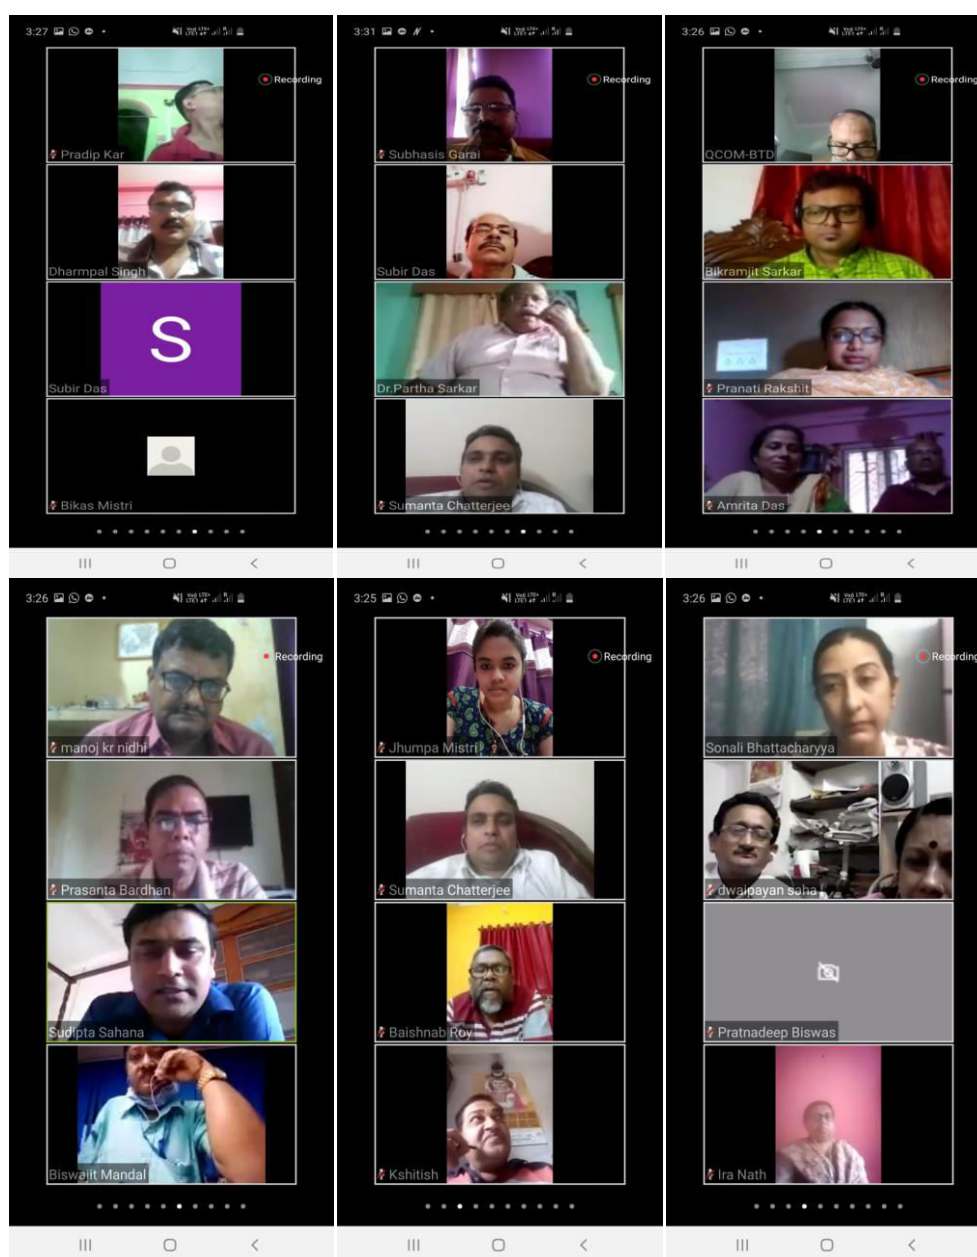 3:27
Recording
Pradip Kar
Dharmpal Singh
S
Subir Das
Bikas Mistri
3:31
Recording
Subhasis Garai
Subir Das
Dr.Partha Sarkar
Sumanta Chatterjee
3:26
Recording
QCOM-BTD
Bikramjit Sarkar
Pranati Rakshit
Amrita Das
3:26
Recording
manoj kr nidhi
Prasanta Bardhan
Sudipta Sahana
Biswajit Mandal
3:25
Recording
Jhumpa Mistri
Sumanta Chatterjee
Baishnab Roy
Kshitish
3:26
Recording
Sonali Bhattacharyya
dwaipayan saha
Pratnadeep Biswas
Ira Nath